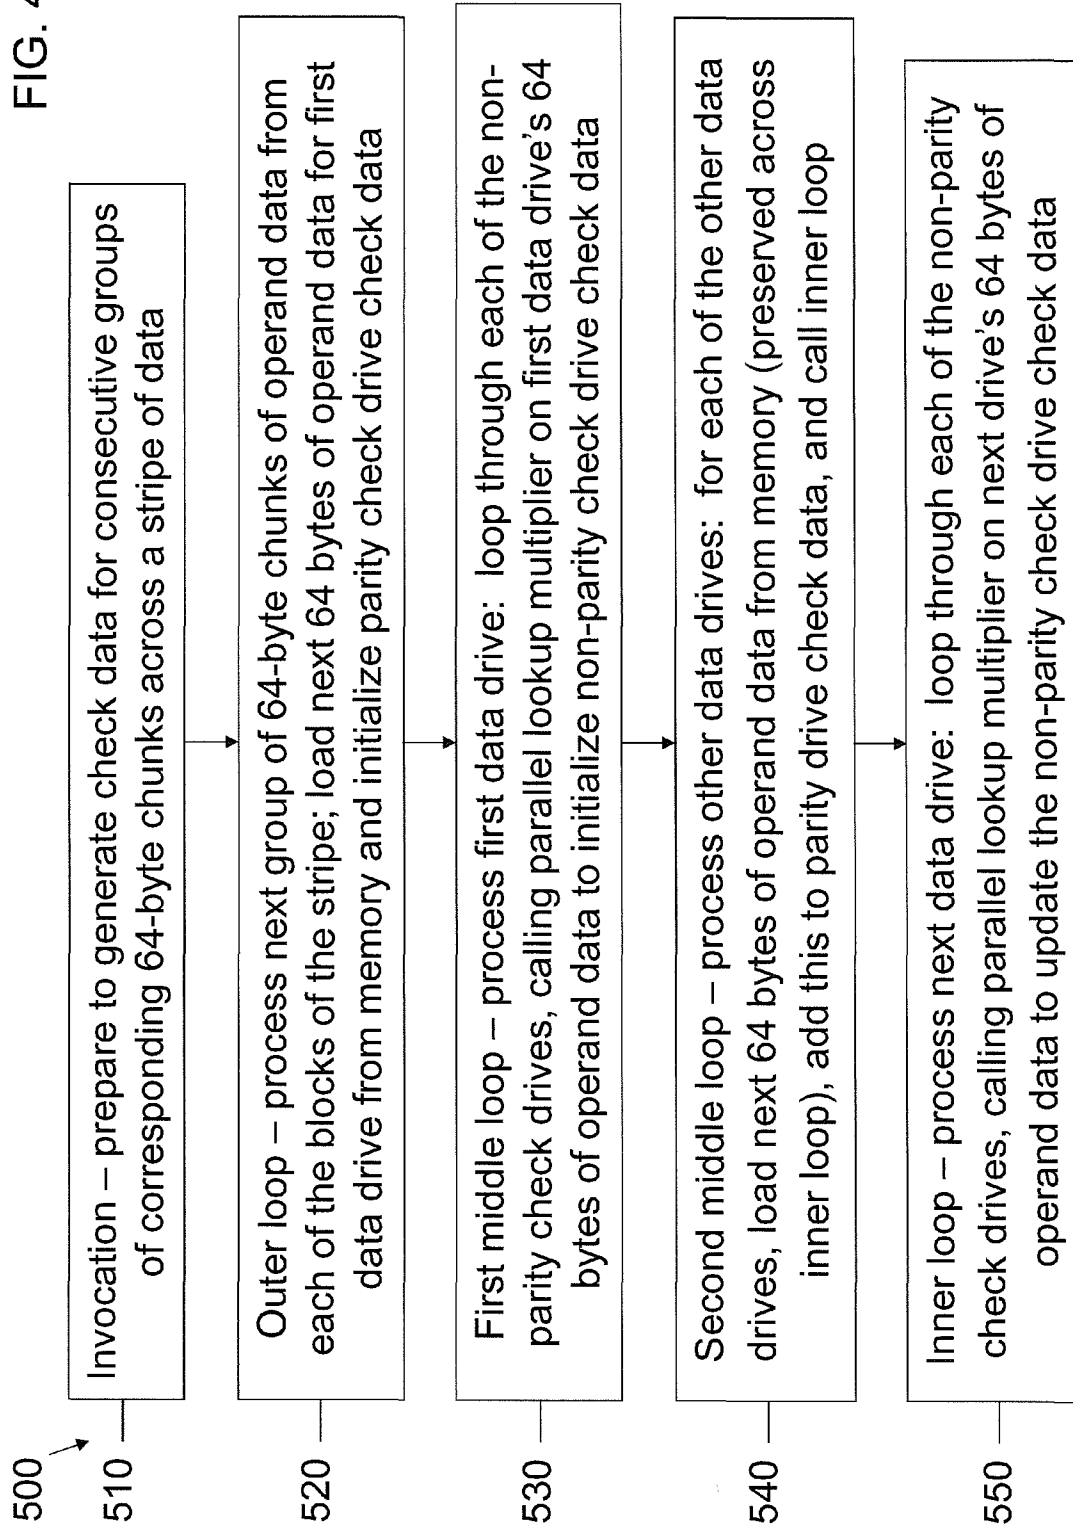 FIG. 4
500
510
Invocation – prepare to generate check data for consecutive groups
of corresponding 64-byte chunks across a stripe of data
520
Outer loop – process next group of 64-byte chunks of operand data from
each of the blocks of the stripe; load next 64 bytes of operand data for first
data drive from memory and initialize parity check drive check data
530
First middle loop – process first data drive: loop through each of the non-
parity check drives, calling parallel lookup multiplier on first data drive's 64
bytes of operand data to initialize non-parity check drive check data
540
Second middle loop – process other data drives: for each of the other data
drives, load next 64 bytes of operand data from memory (preserved across
inner loop), add this to parity drive check data, and call inner loop
550
Inner loop – process next data drive: loop through each of the non-parity
check drives, calling parallel lookup multiplier on next drive's 64 bytes of
operand data to update the non-parity check drive check data